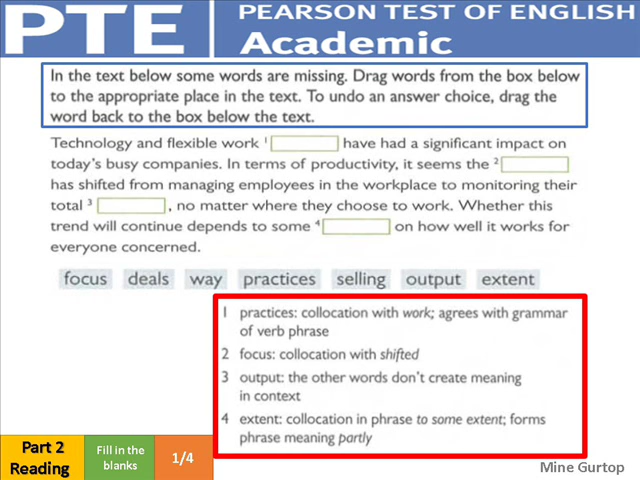 PTE
PEARSON TEST OF ENGLISH
Academic
In the text below some words are missing. Drag words from the box below
to the appropriate place in the text. To undo an answer choice, drag the
word back to the box below the text.
Technology and flexible work 1 have had a significant impact on
today's busy companies. In terms of productivity, it seems the 2
has shifted from managing employees in the workplace to monitoring their
total 3 , no matter where they choose to work. Whether this
trend will continue depends to some 4 on how well it works for
everyone concerned.
focus deals way practices selling output extent
1 practices: collocation with work; agrees with grammar
of verb phrase
2 focus: collocation with shifted
3 output: the other words don't create meaning
in context
4 extent: collocation in phrase to some extent; forms
phrase meaning partly
Part 2
Reading
Fill in the
blanks
1/4
Mine Gurtop